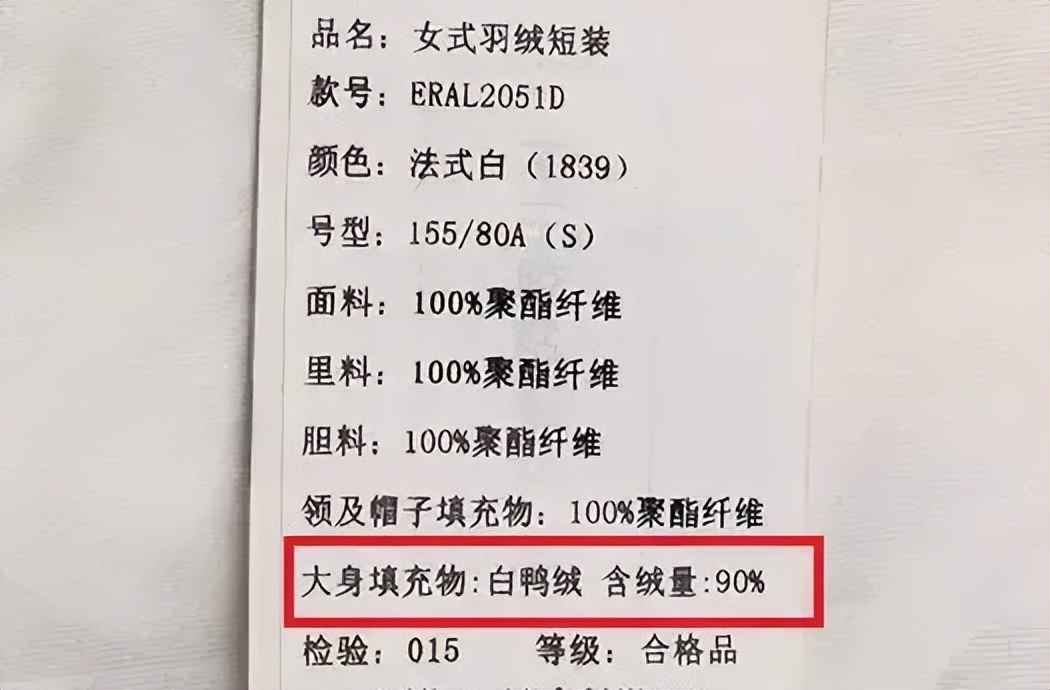 品名：女式羽绒短装
款号：ERAL2051D
颜色：法式白（1839）
号型：155/80A（S）
面料：100%聚酯纤维
里料：100%聚酯纤维
胆料：100%聚酯纤维
领及帽子填充物：100%聚酯纤维
大身填充物:白鸭绒 含绒量:90%
检验：015 等级：合格品